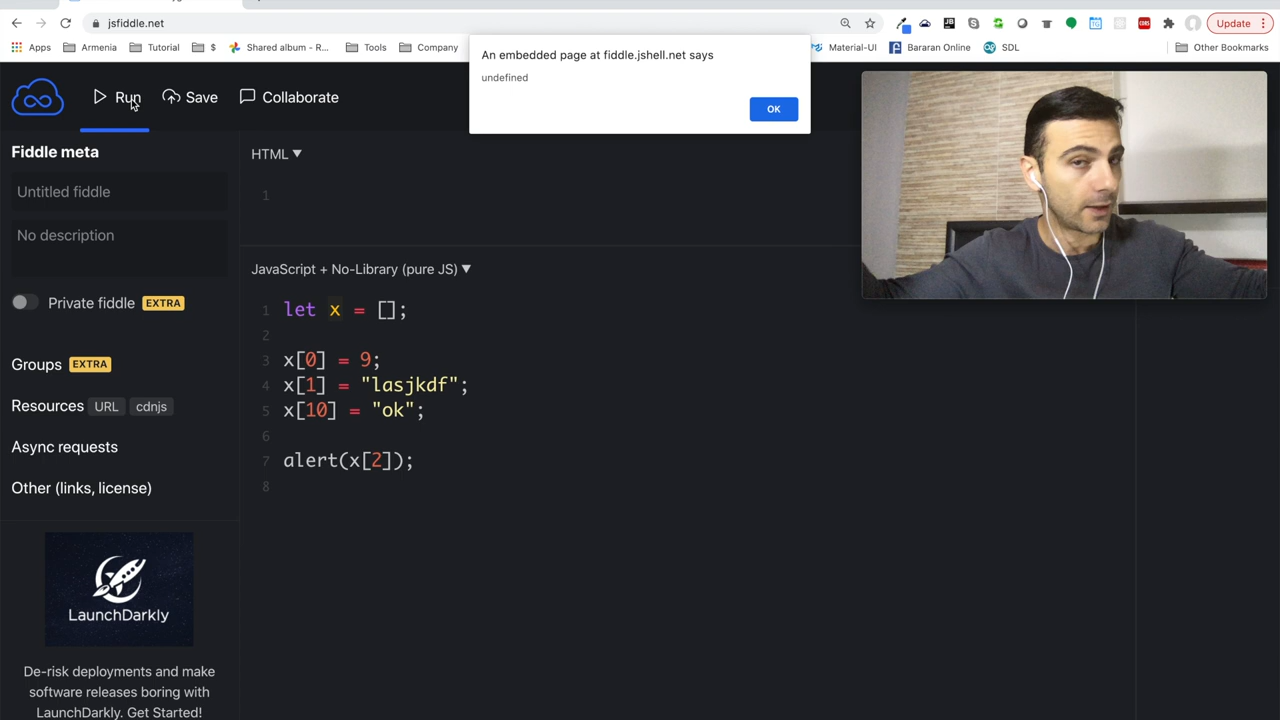 jsfiddle.net
Update
Apps
Armenia
Tutorial
$
Shared album - R...
Tools
Company
Material-UI
Bararan Online
SDL
Other Bookmarks
An embedded page at fiddle.jshell.net says
undefined
OK
Run
Save
Collaborate
Fiddle meta
Untitled fiddle
No description
Private fiddle EXTRA
Groups EXTRA
Resources URL cdnjs
Async requests
Other (links, license)
LaunchDarkly
De-risk deployments and make
software releases boring with
LaunchDarkly. Get Started!
HTML ▼
1
JavaScript + No-Library (pure JS) ▼
1 let x = [];
2
3 x[0] = 9;
4 x[1] = "lasjkdf";
5 x[10] = "ok";
6
7 alert(x[2]);
8